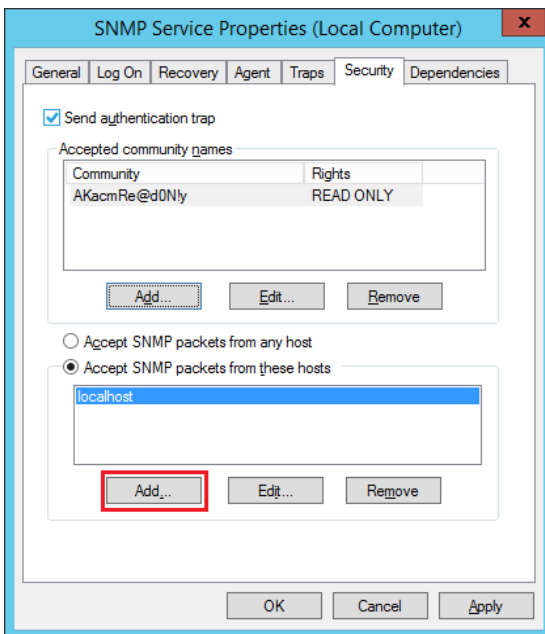 SNMP Service Properties (Local Computer)
x
General Log On Recovery Agent Traps Security Dependencies
Send authentication trap
Accepted community names
Community Rights
AKacmRe@d0N!y READ ONLY
Add... Edit... Remove
Accept SNMP packets from any host
Accept SNMP packets from these hosts
localhost
Add... Edit... Remove
OK Cancel Apply